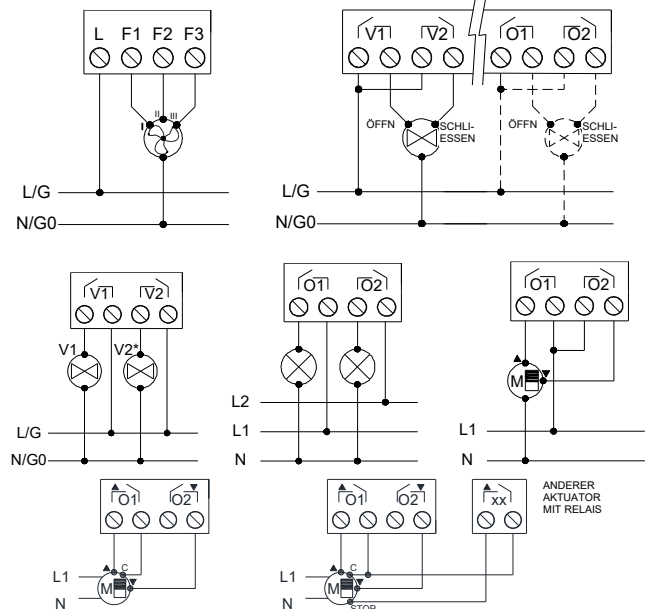 L F1 F2 F3
I II III
L/G
N/G0
V1 V2 O1 O2
ÖFFN
SCHLI-
ESSEN
ÖFFN
SCHLI-
ESSEN
L/G
N/G0
V1 V2
V1 V2*
L/G
N/G0
O1 O2
L2
L1
N
O1 O2
M
L1
N
O1 O2
C
L1
M
N
O1 O2
C
L1
M
N
STOP
xx
ANDERER
AKTUATOR
MIT RELAIS